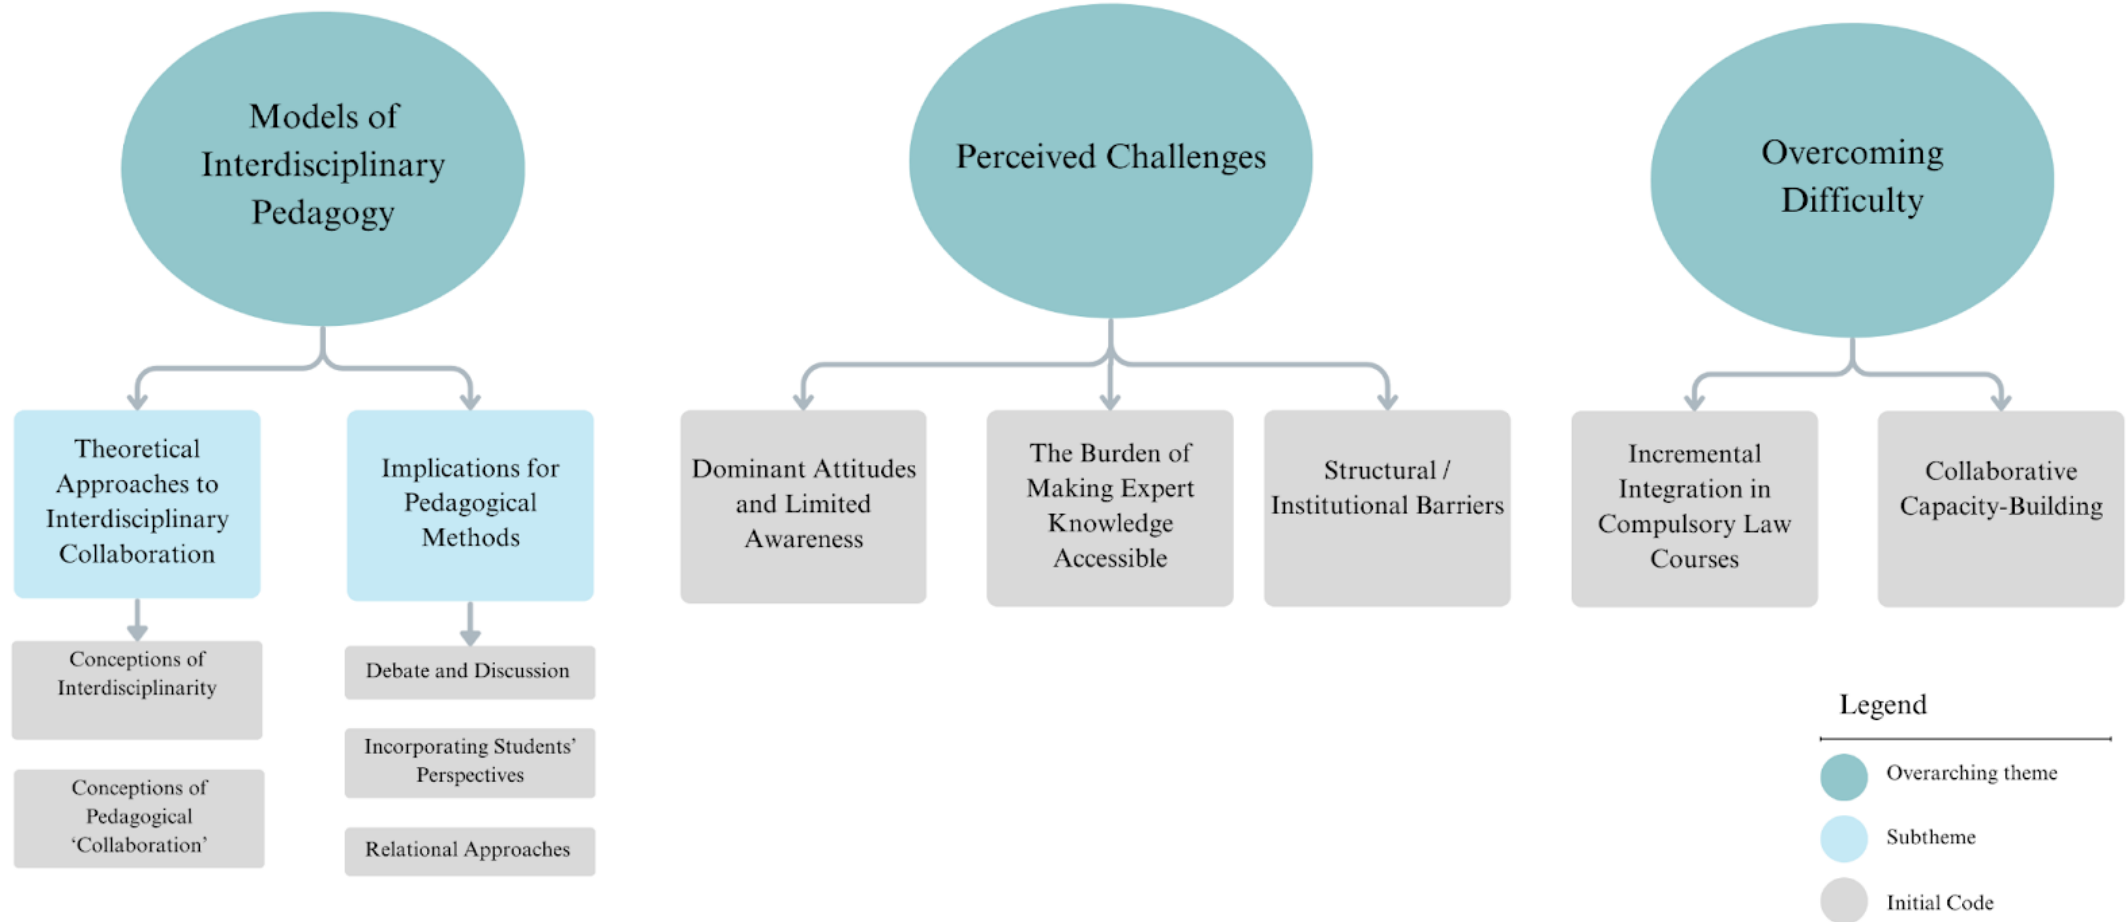 Models of
Interdisciplinary
Pedagogy
Perceived Challenges
Overcoming
Difficulty
Theoretical
Approaches to
Interdisciplinary
Collaboration
Implications for
Pedagogical
Methods
Dominant Attitudes
and Limited
Awareness
The Burden of
Making Expert
Knowledge
Accessible
Structural /
Institutional Barriers
Incremental
Integration in
Compulsory Law
Courses
Collaborative
Capacity-Building
Conceptions of
Interdisciplinarity
Conceptions of
Pedagogical
‘Collaboration’
Debate and Discussion
Incorporating Students’
Perspectives
Relational Approaches
Legend
Overarching theme
Subtheme
Initial Code